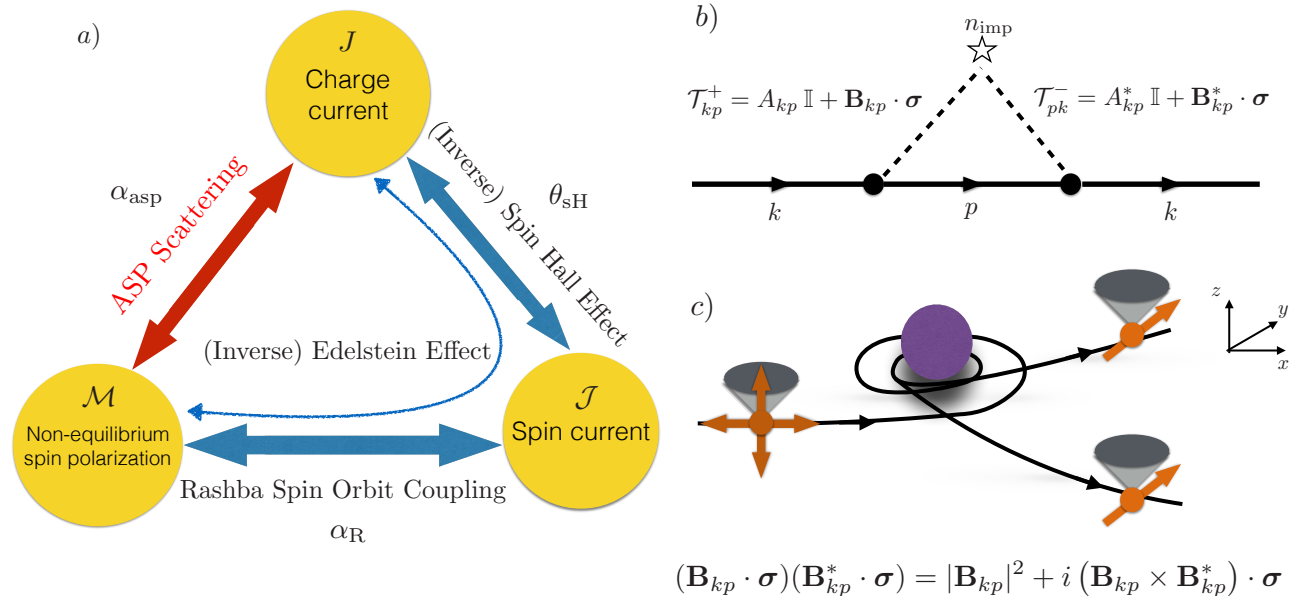 a)
J
Charge
current
α_asp
ASP Scattering
(Inverse) Spin Hall Effect
θ_sH
(Inverse) Edelstein Effect
ℳ
Non-equilibrium
spin polarization
𝒥
Spin current
Rashba Spin Orbit Coupling
α_R
b)
n_imp
𝒯⁺_kp = A_kp 𝕀 + 𝐁_kp · 𝝈
𝒯⁻_pk = A*_kp 𝕀 + 𝐁*_kp · 𝝈
k
p
k
c)
z
y
x
(𝐁_kp · 𝝈)(𝐁*_kp · 𝝈) = |𝐁_kp|² + i (𝐁_kp × 𝐁*_kp) · 𝝈